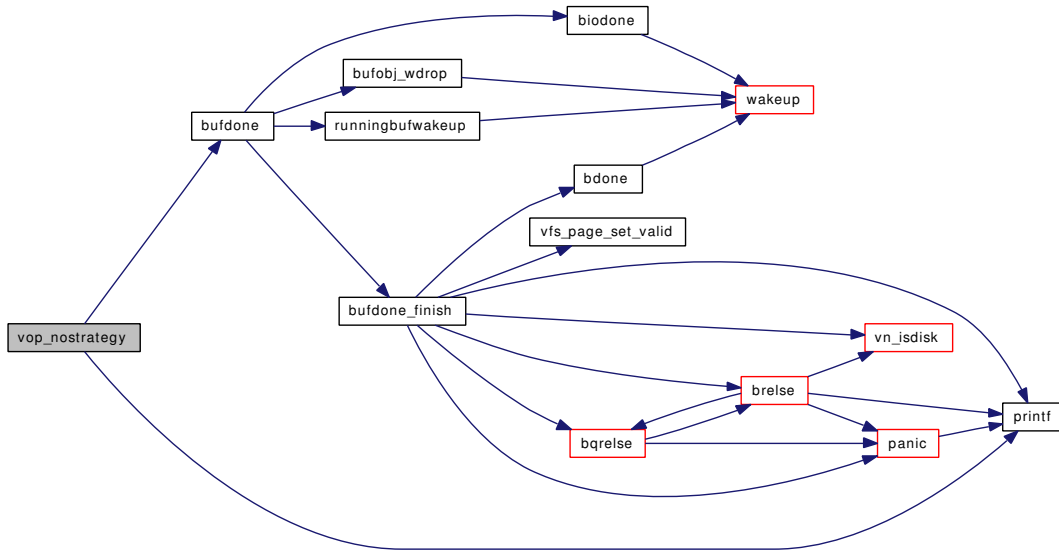 biodone
bufobj_wdrop
wakeup
bufdone
runningbufwakeup
bdone
vfs_page_set_valid
bufdone_finish
vop_nostrategy
vn_isdisk
brelse
printf
bqrelse
panic